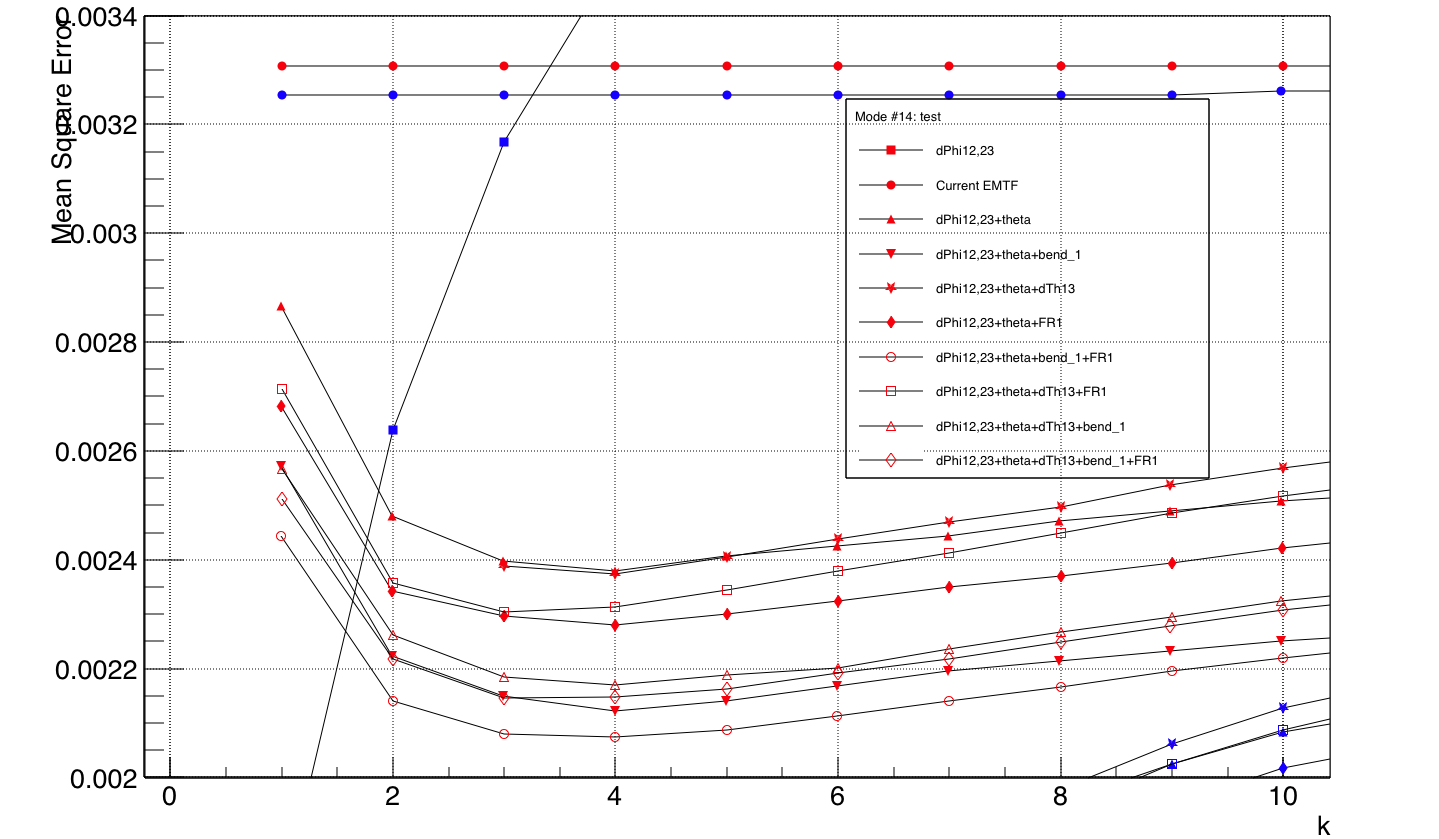 Mean Square Error
0.0034
0.0032
0.003
0.0028
0.0026
0.0024
0.0022
0.002
Mode #14: test
dPhi12,23
Current EMTF
dPhi12,23+theta
dPhi12,23+theta+bend_1
dPhi12,23+theta+dTh13
dPhi12,23+theta+FR1
dPhi12,23+theta+bend_1+FR1
dPhi12,23+theta+dTh13+FR1
dPhi12,23+theta+dTh13+bend_1
dPhi12,23+theta+dTh13+bend_1+FR1
0 2 4 6 8 10
k